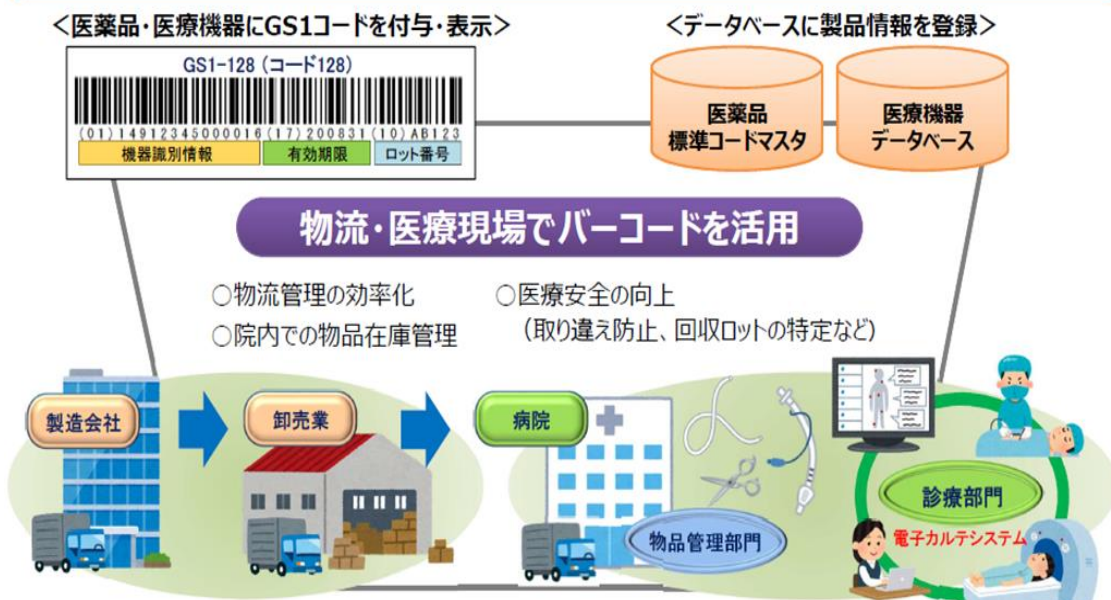 <医薬品・医療機器にGS1コードを付与・表示>
<データベースに製品情報を登録>
GS1-128 (コード128)
(01)14912345000016(17)200831(10)AB123
機器識別情報
有効期限
ロット番号
医薬品
標準コードマスタ
医療機器
データベース
物流・医療現場でバーコードを活用
○物流管理の効率化
○院内での物品在庫管理
○医療安全の向上
（取り違え防止、回収ロットの特定など）
製造会社
卸売業
病院
物品管理部門
診療部門
電子カルテシステム